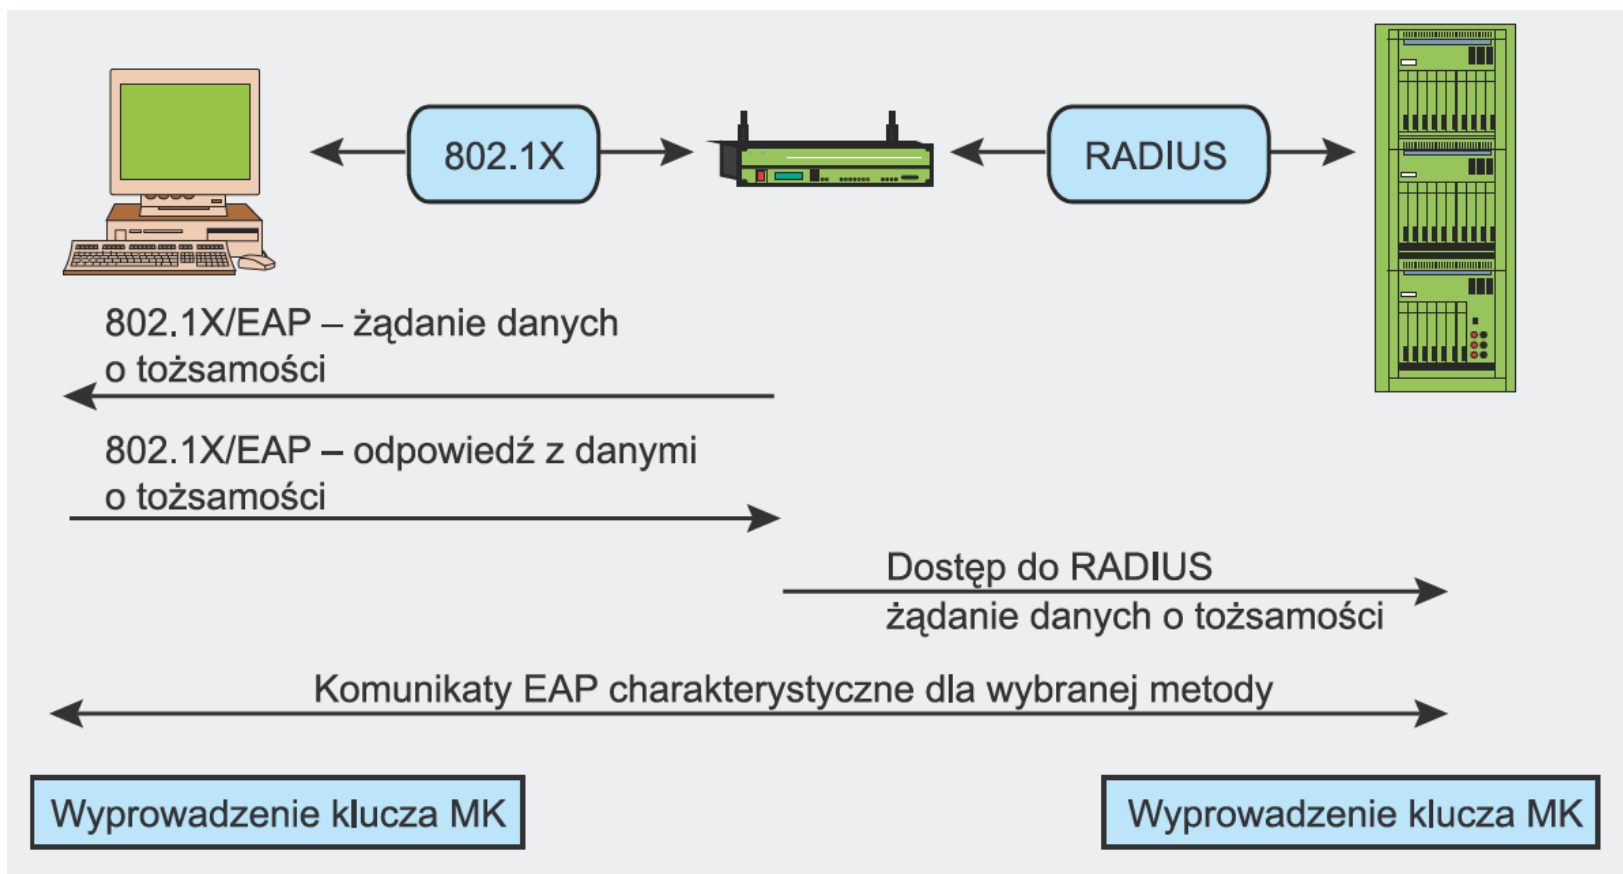 802.1X
RADIUS
802.1X/EAP – żądanie danych
o tożsamości
802.1X/EAP – odpowiedź z danymi
o tożsamości
Dostęp do RADIUS
żądanie danych o tożsamości
Komunikaty EAP charakterystyczne dla wybranej metody
Wyprowadzenie klucza MK
Wyprowadzenie klucza MK